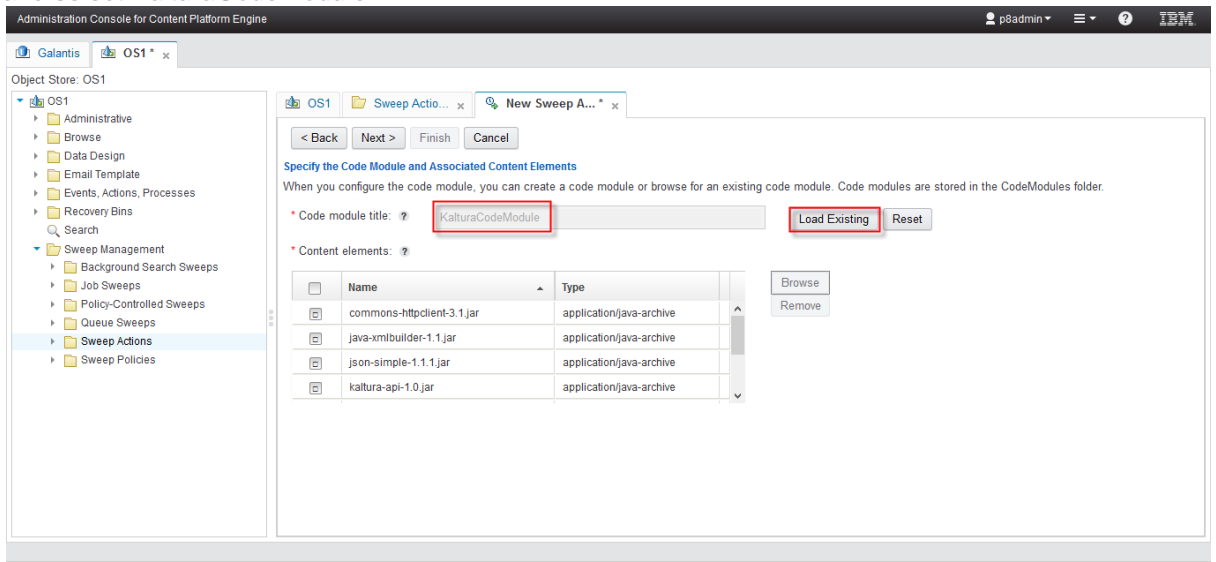 Administration Console for Content Platform Engine
p8admin
?
IBM.
Galantis
OS1 *
x
Object Store: OS1
OS1
Administrative
Browse
Data Design
Email Template
Events, Actions, Processes
Recovery Bins
Search
Sweep Management
Background Search Sweeps
Job Sweeps
Policy-Controlled Sweeps
Queue Sweeps
Sweep Actions
Sweep Policies
OS1
Sweep Actio... x
New Sweep A... * x
< Back
Next >
Finish
Cancel
Specify the Code Module and Associated Content Elements
When you configure the code module, you can create a code module or browse for an existing code module. Code modules are stored in the CodeModules folder.
* Code module title: ?
KalturaCodeModule
Load Existing
Reset
* Content elements: ?
Name
Type
Browse
commons-httpclient-3.1.jar
application/java-archive
Remove
java-xmlbuilder-1.1.jar
application/java-archive
json-simple-1.1.1.jar
application/java-archive
kaltura-api-1.0.jar
application/java-archive